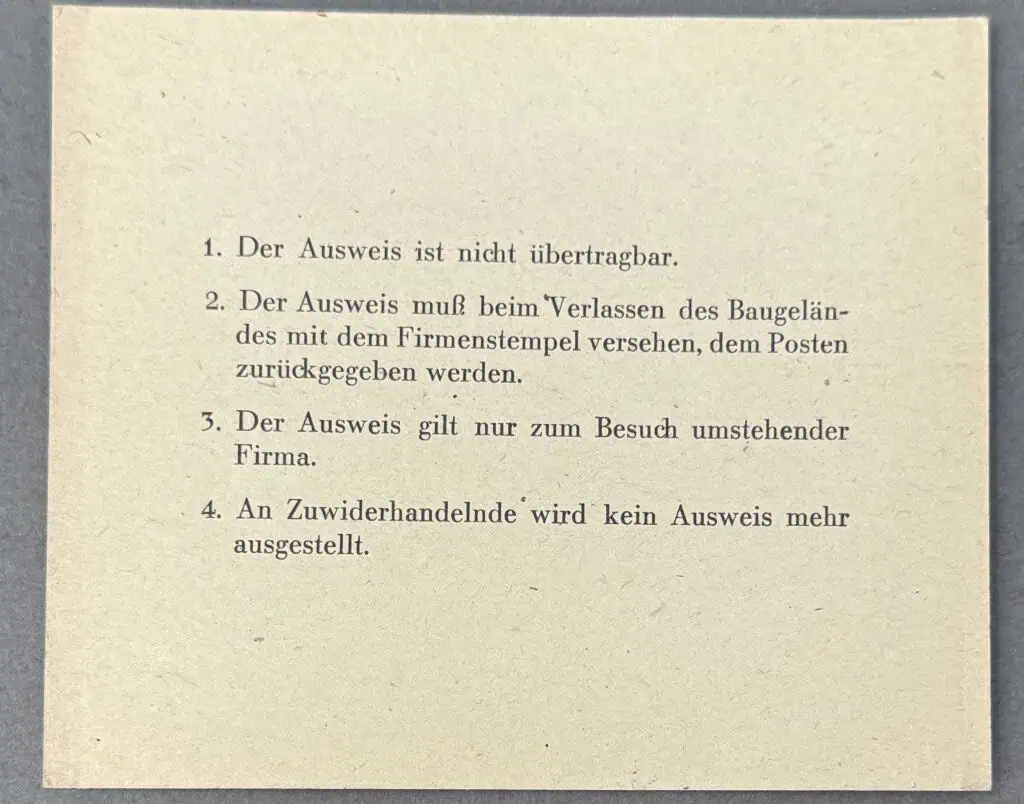 1. Der Ausweis ist nicht übertragbar.
2. Der Ausweis muß beim Verlassen des Baugelän-
des mit dem Firmenstempel versehen, dem Posten
zurückgegeben werden.
3. Der Ausweis gilt nur zum Besuch umstehender
Firma.
4. An Zuwiderhandelnde wird kein Ausweis mehr
ausgestellt.